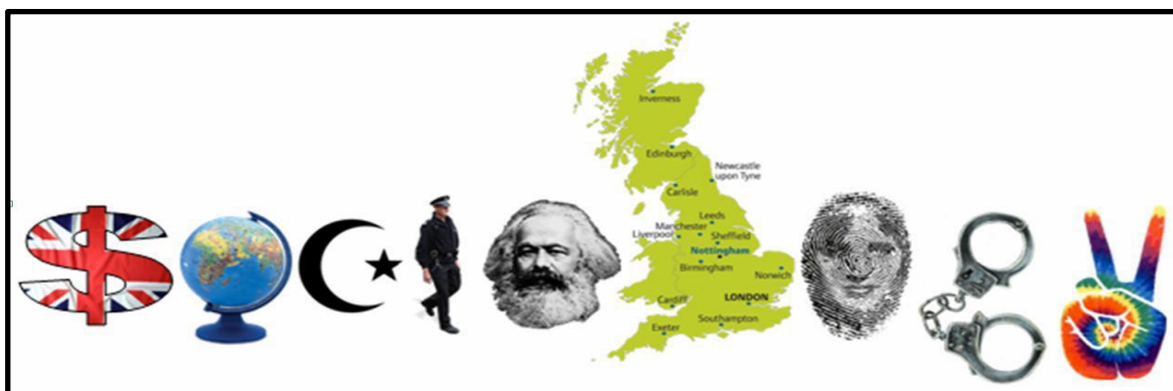 Inverness
Edinburgh
Newcastle
upon Tyne
Carlisle
Leeds
Manchester
Liverpool
Sheffield
Nottingham
Birmingham
Norwich
Cardiff
LONDON
Southampton
Exeter